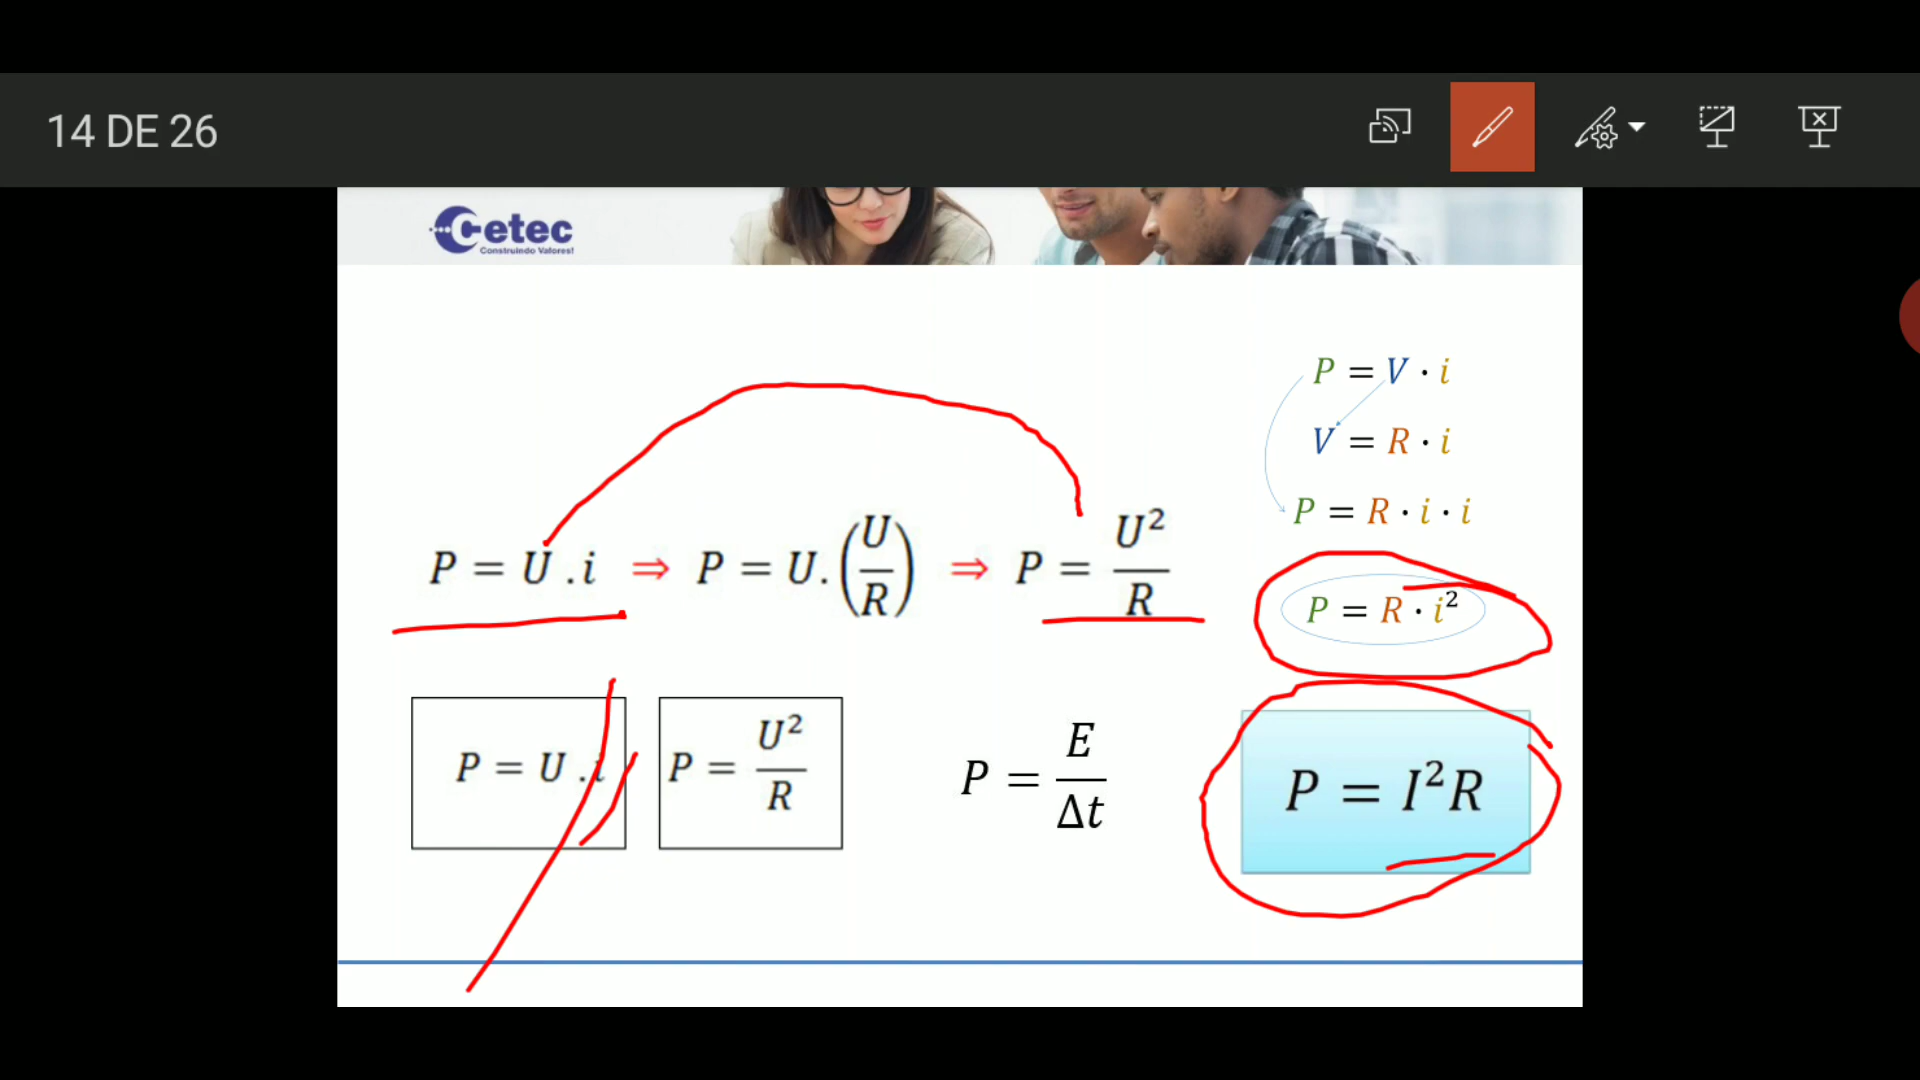 14 DE 26
Cetec
Construindo Valores!
P = V · i
V = R · i
P = R · i · i
P = U .i ⇒ P = U.(U/R) ⇒ P = U²/R
P = R · i²
P = U .i
P = U²/R
P = E/Δt
P = I²R